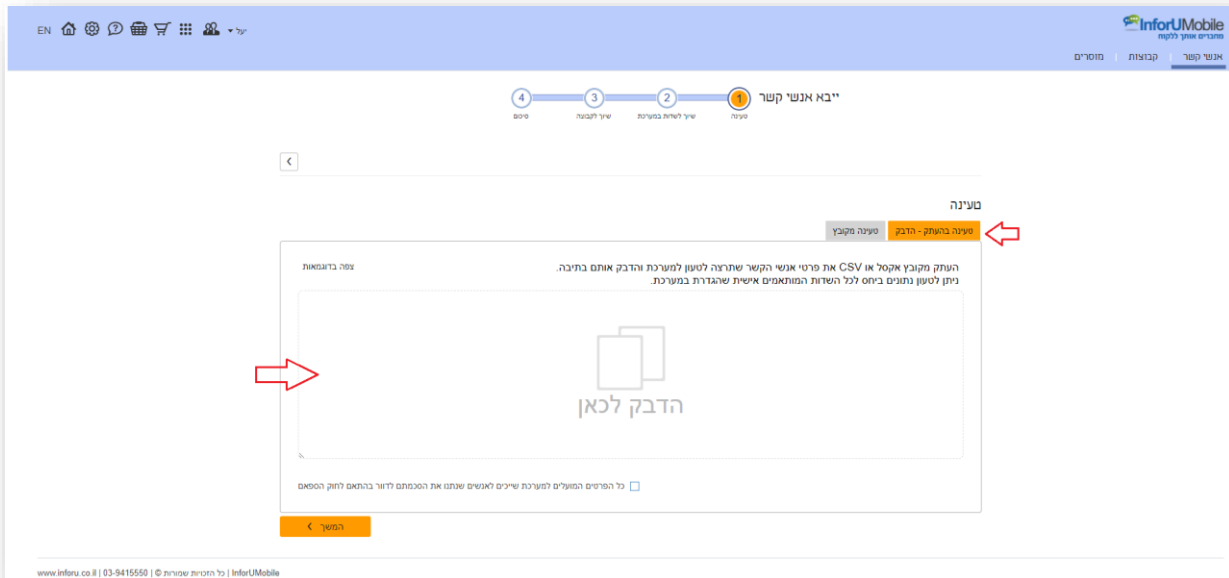 InforUMobile
מחברים אותך ללקוח
EN
יעל
אנשי קשר | קבוצות | מוסרים
ייבא אנשי קשר
1 2 3 4
טעינה שיוך לשדות במערכת שיוך לקבוצה סיכום
טעינה
טעינה בהעתק - הדבק טעינה מקובץ
העתק מקובץ אקסל או CSV את פרטי אנשי הקשר שתרצה לטעון למערכת והדבק אותם בתיבה.
צפה בדוגמאות
ניתן לטעון נתונים ביחס לכל השדות המותאמים אישית שהגדרת במערכת.
הדבק לכאן
כל הפרטים המועלים למערכת שייכים לאנשים שנתנו את הסכמתם לדוור בהתאם לחוק הספאם
המשך
www.inforu.co.il | 03-9415550 | © כל הזכויות שמורות | InforUMobile